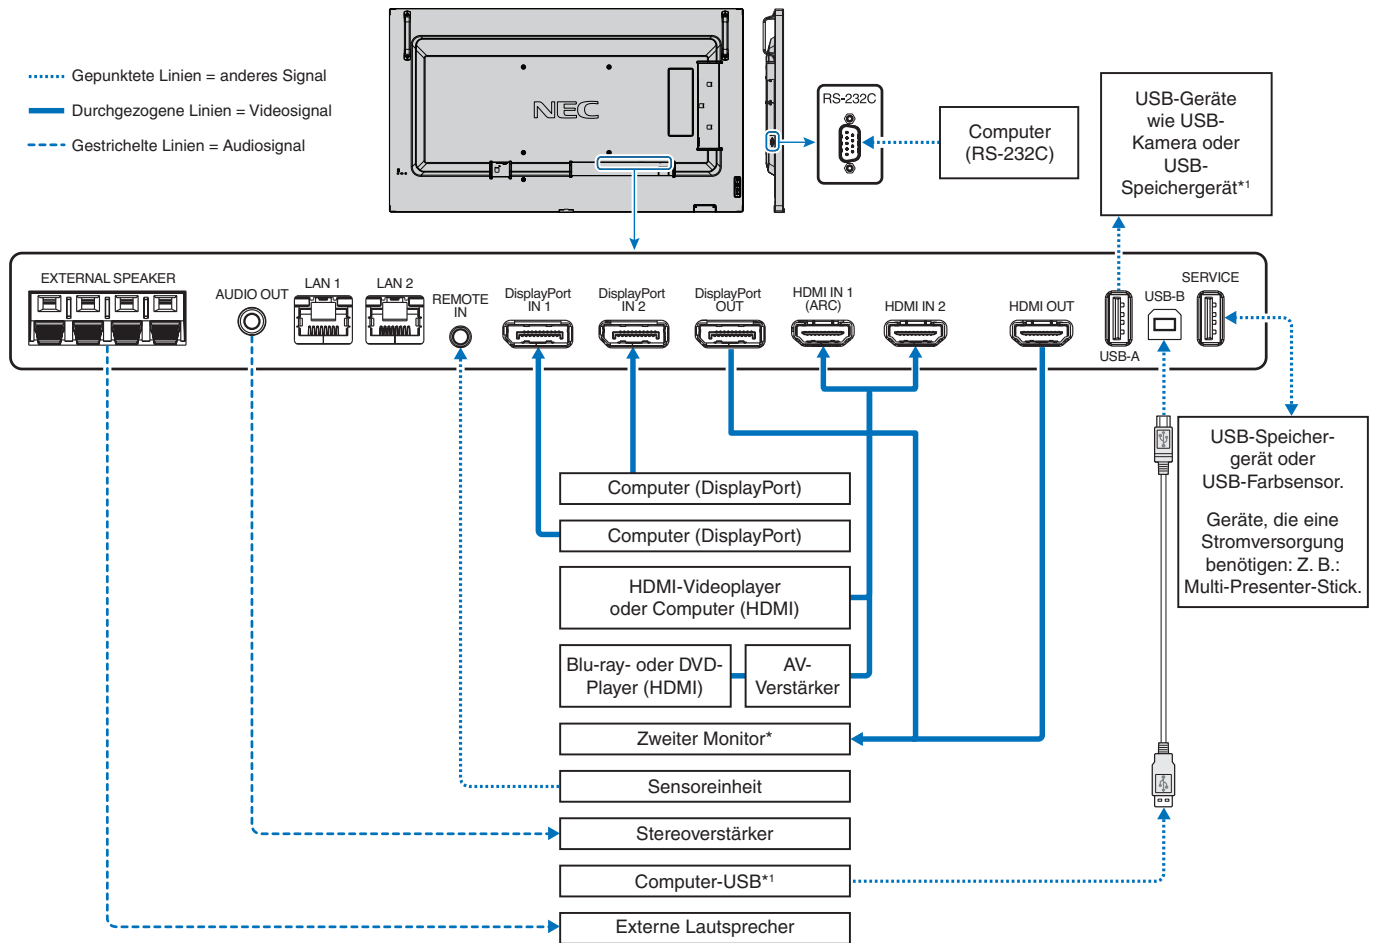 Gepunktete Linien = anderes Signal
Durchgezogene Linien = Videosignal
Gestrichelte Linien = Audiosignal
NEC
RS-232C
Computer
(RS-232C)
USB-Geräte
wie USB-
Kamera oder
USB-
Speichergerät*1
EXTERNAL SPEAKER
AUDIO OUT
LAN 1
LAN 2
REMOTE
IN
DisplayPort
IN 1
DisplayPort
IN 2
DisplayPort
OUT
HDMI IN 1
(ARC)
HDMI IN 2
HDMI OUT
USB-A
USB-B
SERVICE
USB-Speicher-
gerät oder
USB-Farbsensor.
Geräte, die eine
Stromversorgung
benötigen: Z. B.:
Multi-Presenter-Stick.
Computer (DisplayPort)
Computer (DisplayPort)
HDMI-Videoplayer
oder Computer (HDMI)
Blu-ray- oder DVD-
Player (HDMI)
AV-
Verstärker
Zweiter Monitor*
Sensoreinheit
Stereoverstärker
Computer-USB*1
Externe Lautsprecher